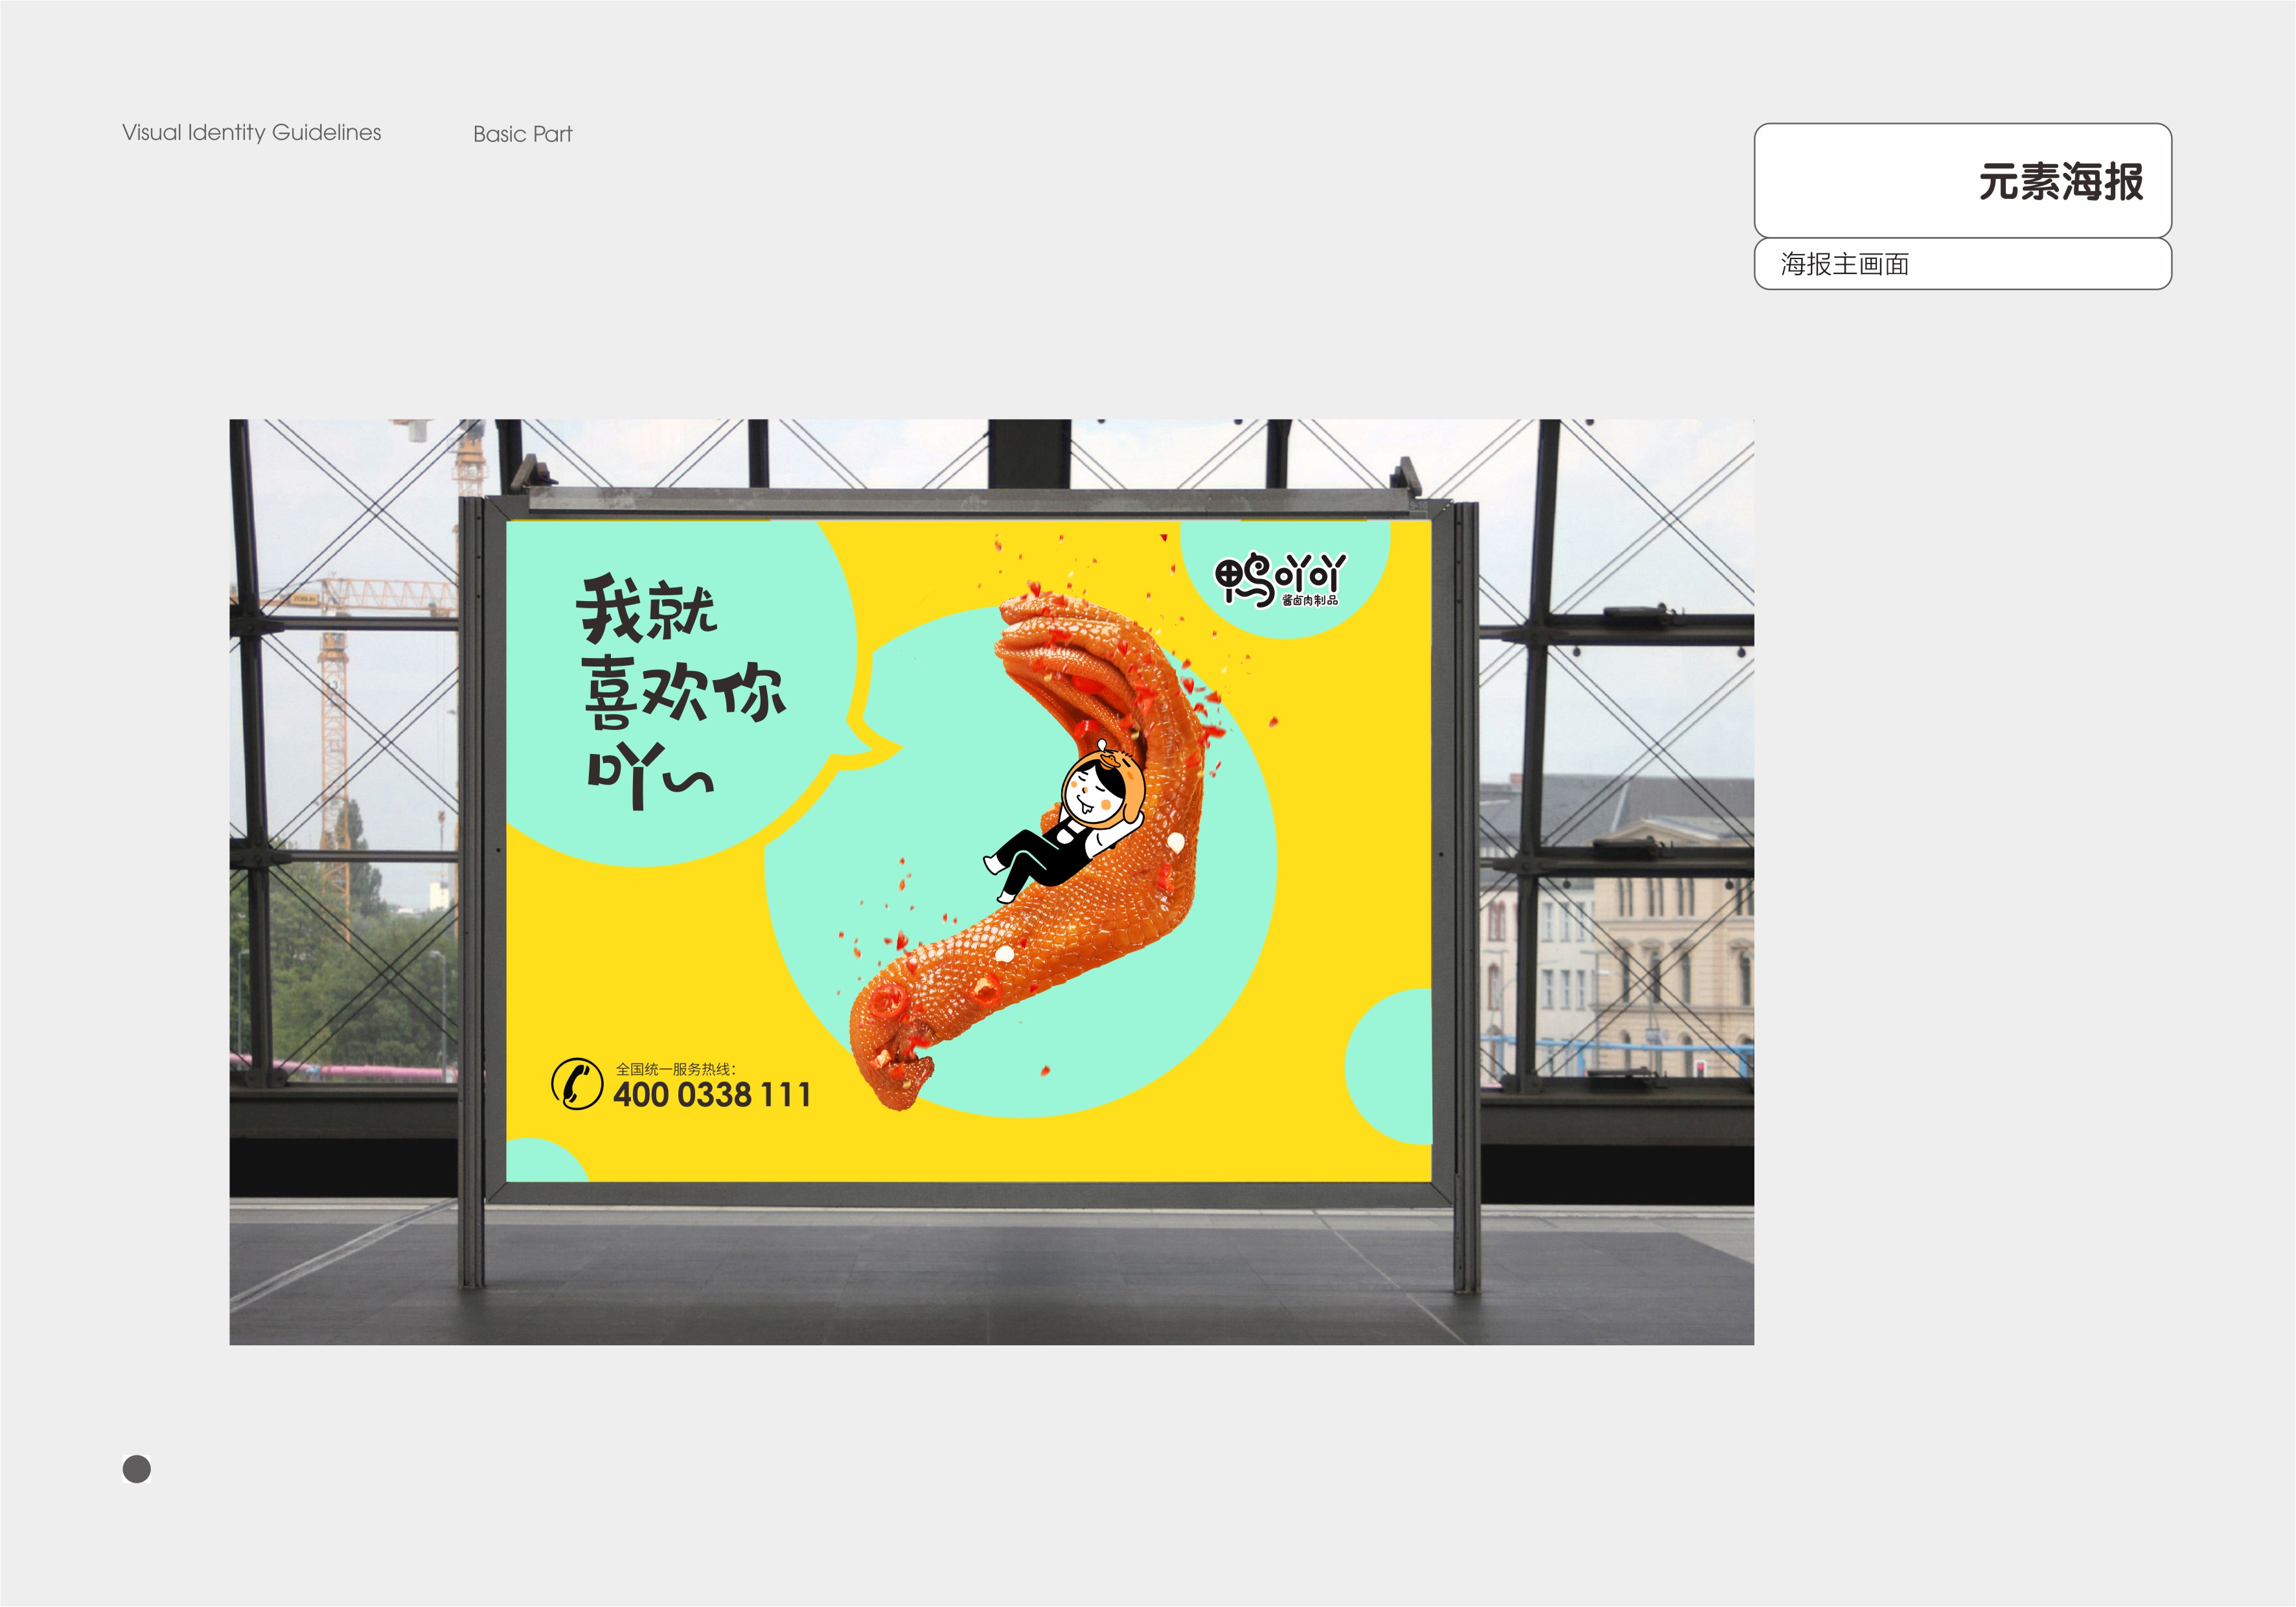 Visual Identity Guidelines
Basic Part
元素海报
海报主画面
我就
喜欢你
吖~
鸭吖吖
酱卤肉制品
全国统一服务热线：
400 0338 111